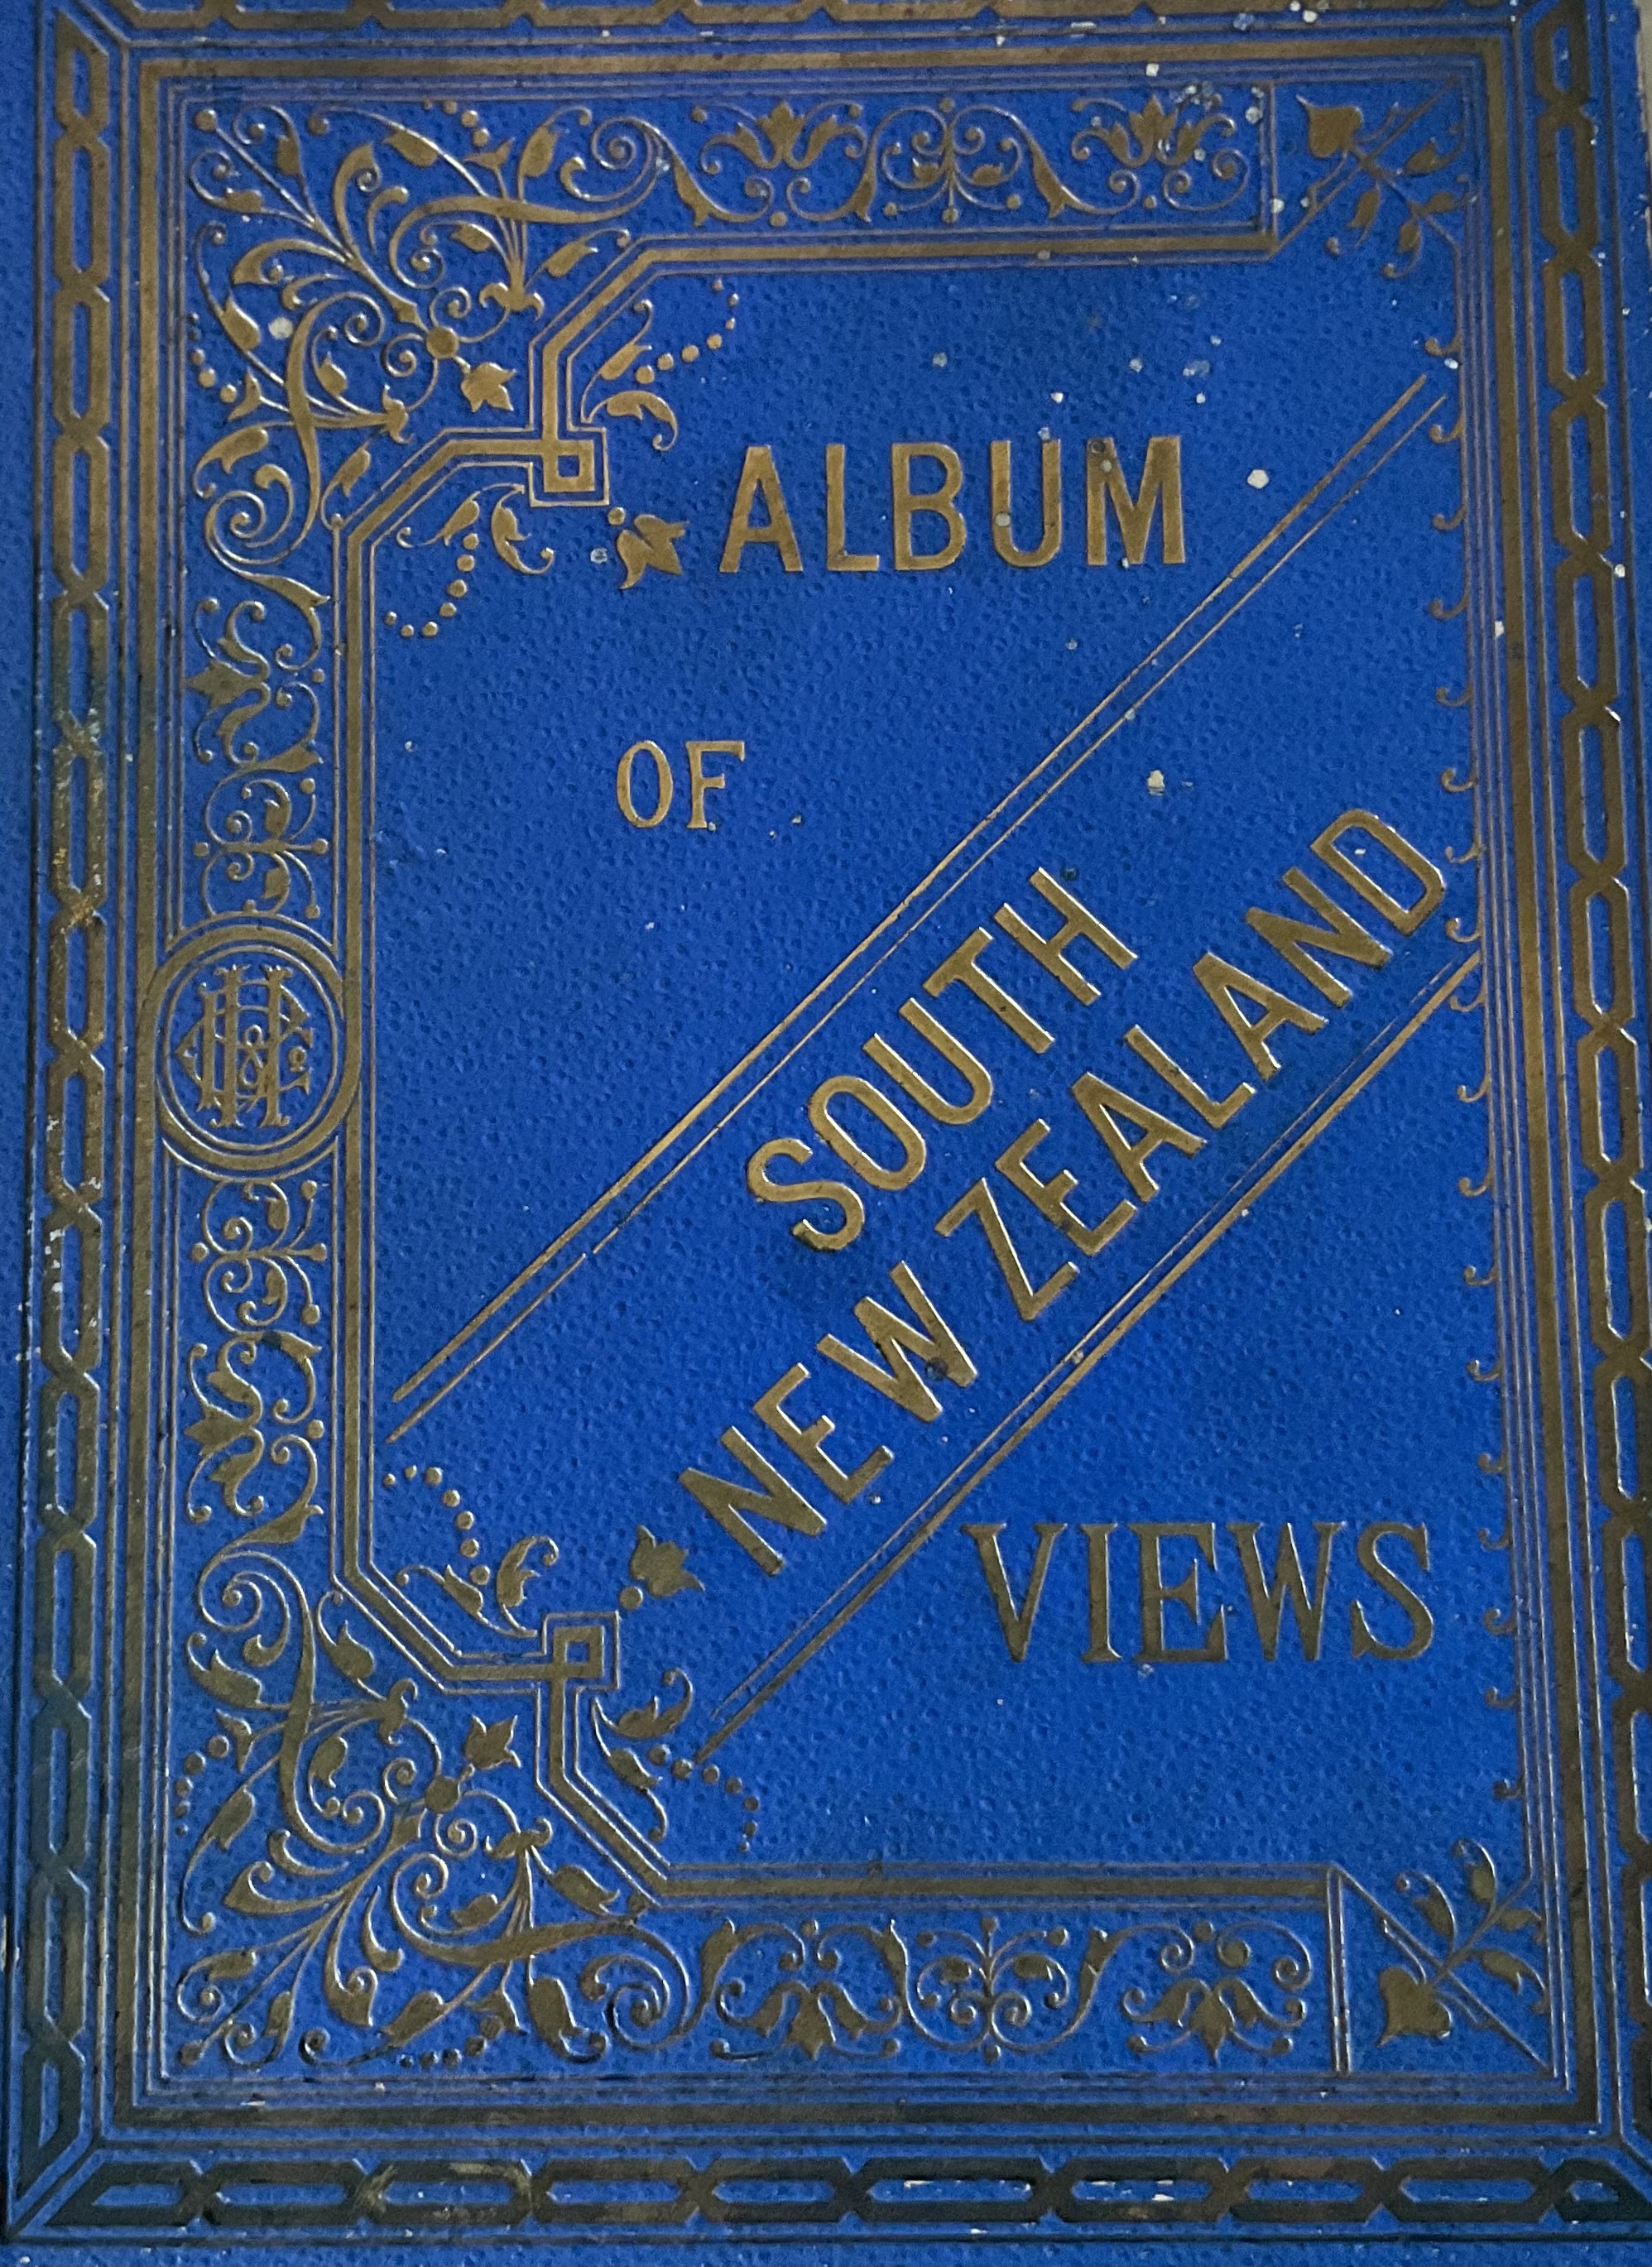 ALBUM
OF
SOUTH
NEW ZEALAND
VIEWS